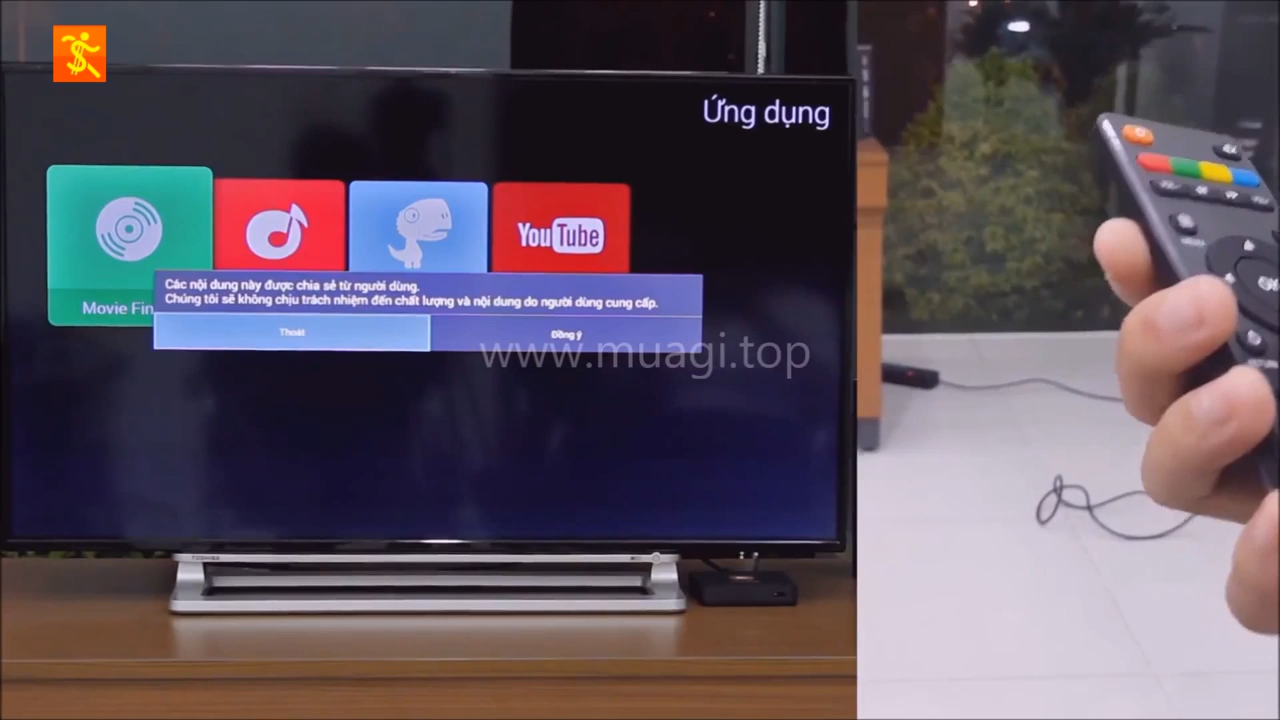 Ứng dụng
YouTube
Movie Fin
Các nội dung này được chia sẻ từ người dùng.
Chúng tôi sẽ không chịu trách nhiệm đến chất lượng và nội dung do người dùng cung cấp.
Thoát
Đồng ý
www.muagi.top
TOSHIBA